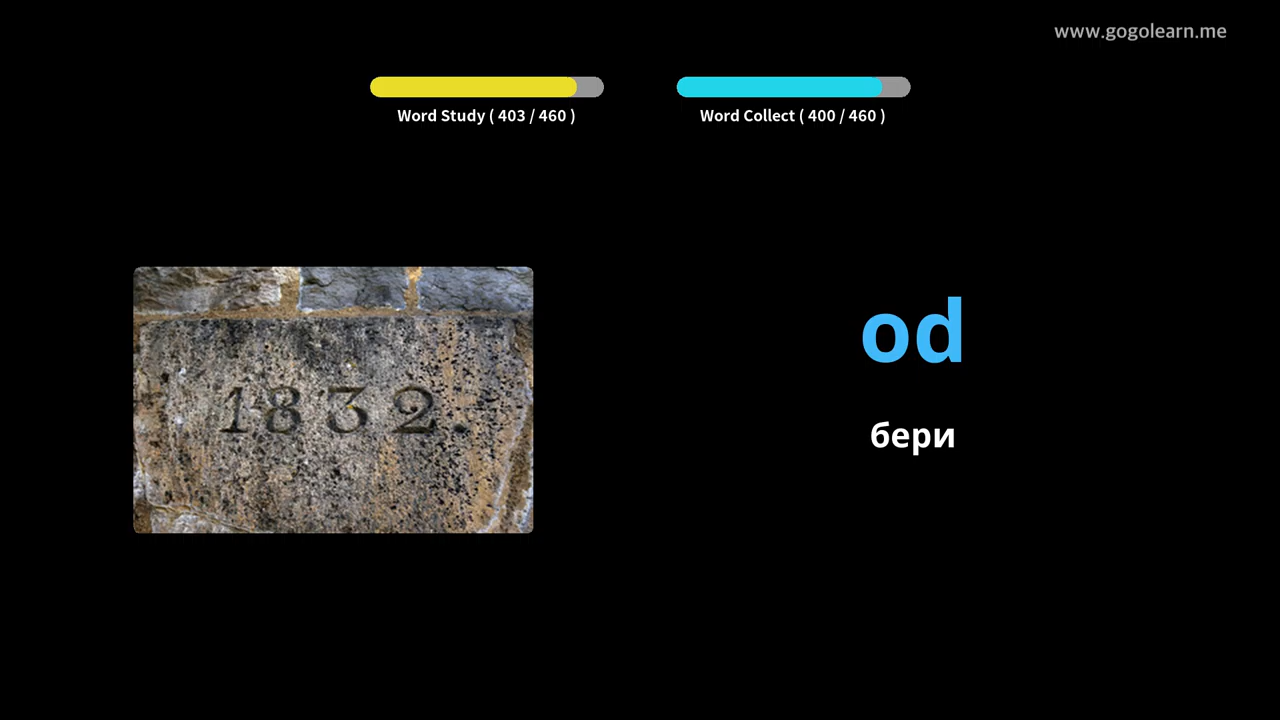 www.gogolearn.me
Word Study ( 403 / 460 )
Word Collect ( 400 / 460 )
1832.
od
бери